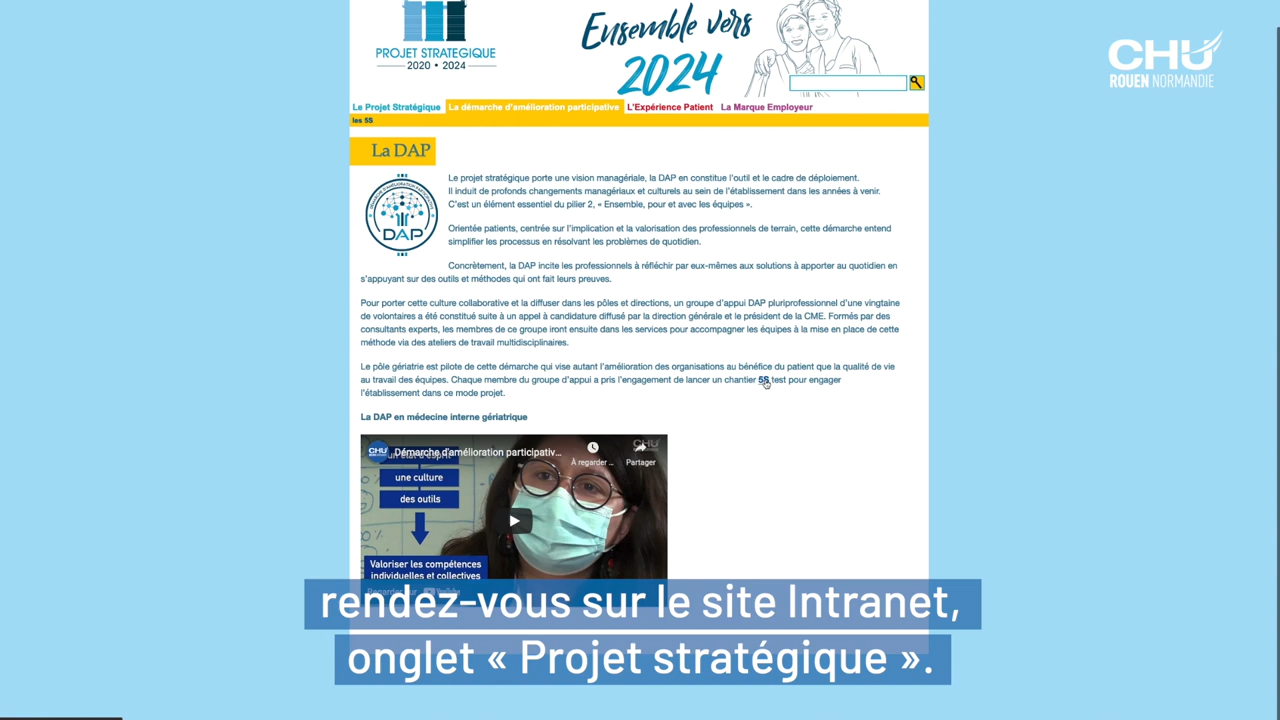 PROJET STRATEGIQUE
2020 • 2024
Ensemble vers
2024
CHU
ROUEN NORMANDIE
Le Projet Stratégique
La démarche d'amélioration participative
L'Expérience Patient
La Marque Employeur
les 5S
La DAP
DAP
Le projet stratégique porte une vision managériale, la DAP en constitue l'outil et le cadre de déploiement.
Il induit de profonds changements managériaux et culturels au sein de l'établissement dans les années à venir.
C'est un élément essentiel du pilier 2, « Ensemble, pour et avec les équipes ».
Orientée patients, centrée sur l'implication et la valorisation des professionnels de terrain, cette démarche entend
simplifier les processus en résolvant les problèmes de quotidien.
Concrètement, la DAP incite les professionnels à réfléchir par eux-mêmes aux solutions à apporter au quotidien en
s'appuyant sur des outils et méthodes qui ont fait leurs preuves.
Pour porter cette culture collaborative et la diffuser dans les pôles et directions, un groupe d'appui DAP pluriprofessionnel d'une vingtaine
de volontaires a été constitué suite à un appel à candidature diffusé par la direction générale et le président de la CME. Formés par des
consultants experts, les membres de ce groupe iront ensuite dans les services pour accompagner les équipes à la mise en place de cette
méthode via des ateliers de travail multidisciplinaires.
Le pôle gériatrie est pilote de cette démarche qui vise autant l'amélioration des organisations au bénéfice du patient que la qualité de vie
au travail des équipes. Chaque membre du groupe d'appui a pris l'engagement de lancer un chantier 5S test pour engager
l'établissement dans ce mode projet.
La DAP en médecine interne gériatrique
CHU
Démarche d'amélioration participativ...
À regarder ...
Partager
CHU
un état d'esprit
une culture
des outils
Valoriser les compétences
individuelles et collectives
Regarder sur YouTube
rendez-vous sur le site Intranet,
onglet « Projet stratégique ».